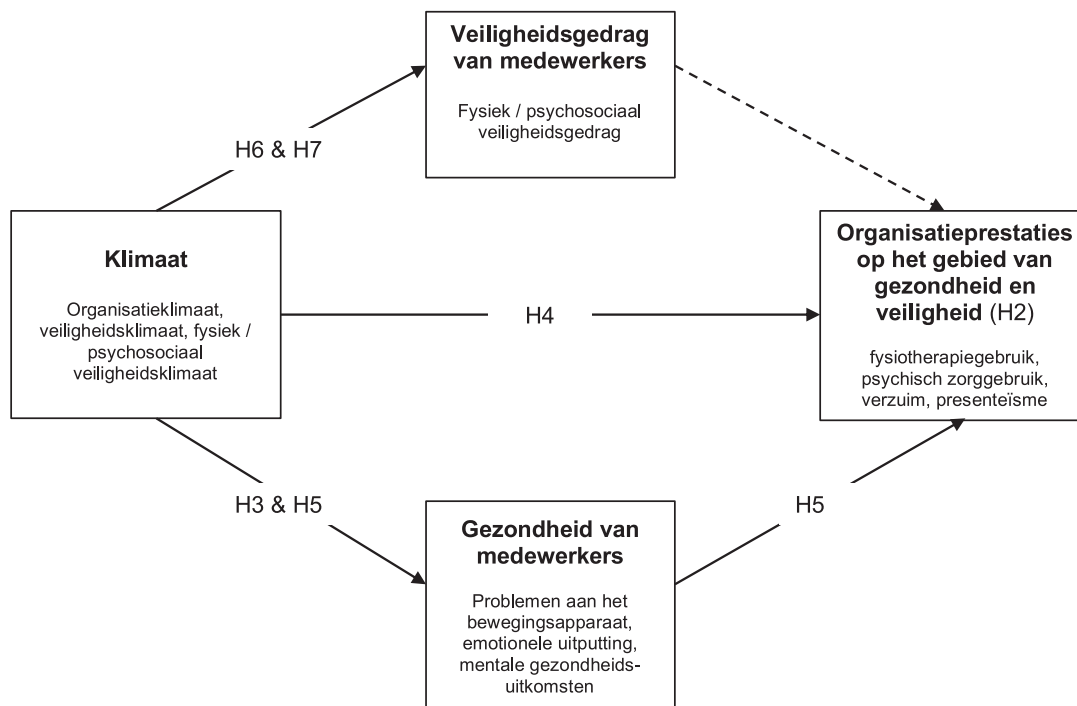 Veiligheidsgedrag
van medewerkers
Fysiek / psychosociaal
veiligheidsgedrag
H6 & H7
Klimaat
Organisatieklimaat,
veiligheidsklimaat, fysiek /
psychosociaal
veiligheidsklimaat
H4
Organisatieprestaties
op het gebied van
gezondheid en
veiligheid (H2)
fysiotherapiegebruik,
psychisch zorggebruik,
verzuim, presenteïsme
H3 & H5
H5
Gezondheid van
medewerkers
Problemen aan het
bewegingsapparaat,
emotionele uitputting,
mentale gezondheids-
uitkomsten